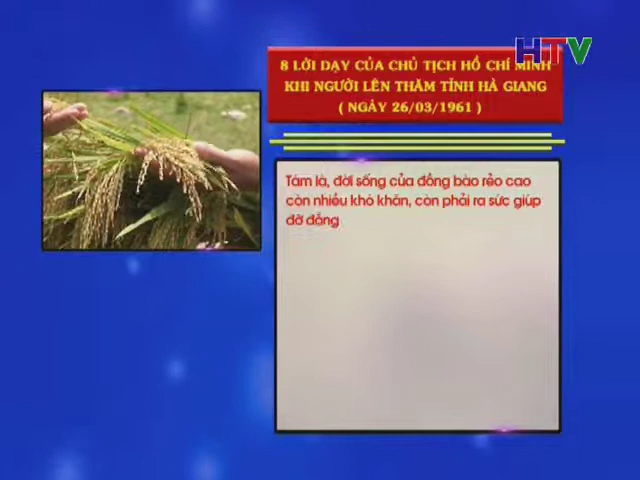 HTV
8 LỜI DẠY CỦA CHỦ TỊCH HỒ CHÍ MINH
KHI NGƯỜI LÊN THĂM TỈNH HÀ GIANG
( NGÀY 26/03/1961 )
Tám là, đời sống của đồng bào rẻo cao
còn nhiều khó khăn, còn phải ra sức giúp
đỡ đảng